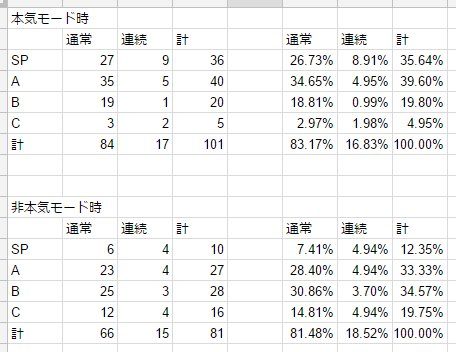 本気モード時
通常 連続 計 通常 連続 計
SP 27 9 36 26.73% 8.91% 35.64%
A 35 5 40 34.65% 4.95% 39.60%
B 19 1 20 18.81% 0.99% 19.80%
C 3 2 5 2.97% 1.98% 4.95%
計 84 17 101 83.17% 16.83% 100.00%
非本気モード時
通常 連続 計 通常 連続 計
SP 6 4 10 7.41% 4.94% 12.35%
A 23 4 27 28.40% 4.94% 33.33%
B 25 3 28 30.86% 3.70% 34.57%
C 12 4 16 14.81% 4.94% 19.75%
計 66 15 81 81.48% 18.52% 100.00%